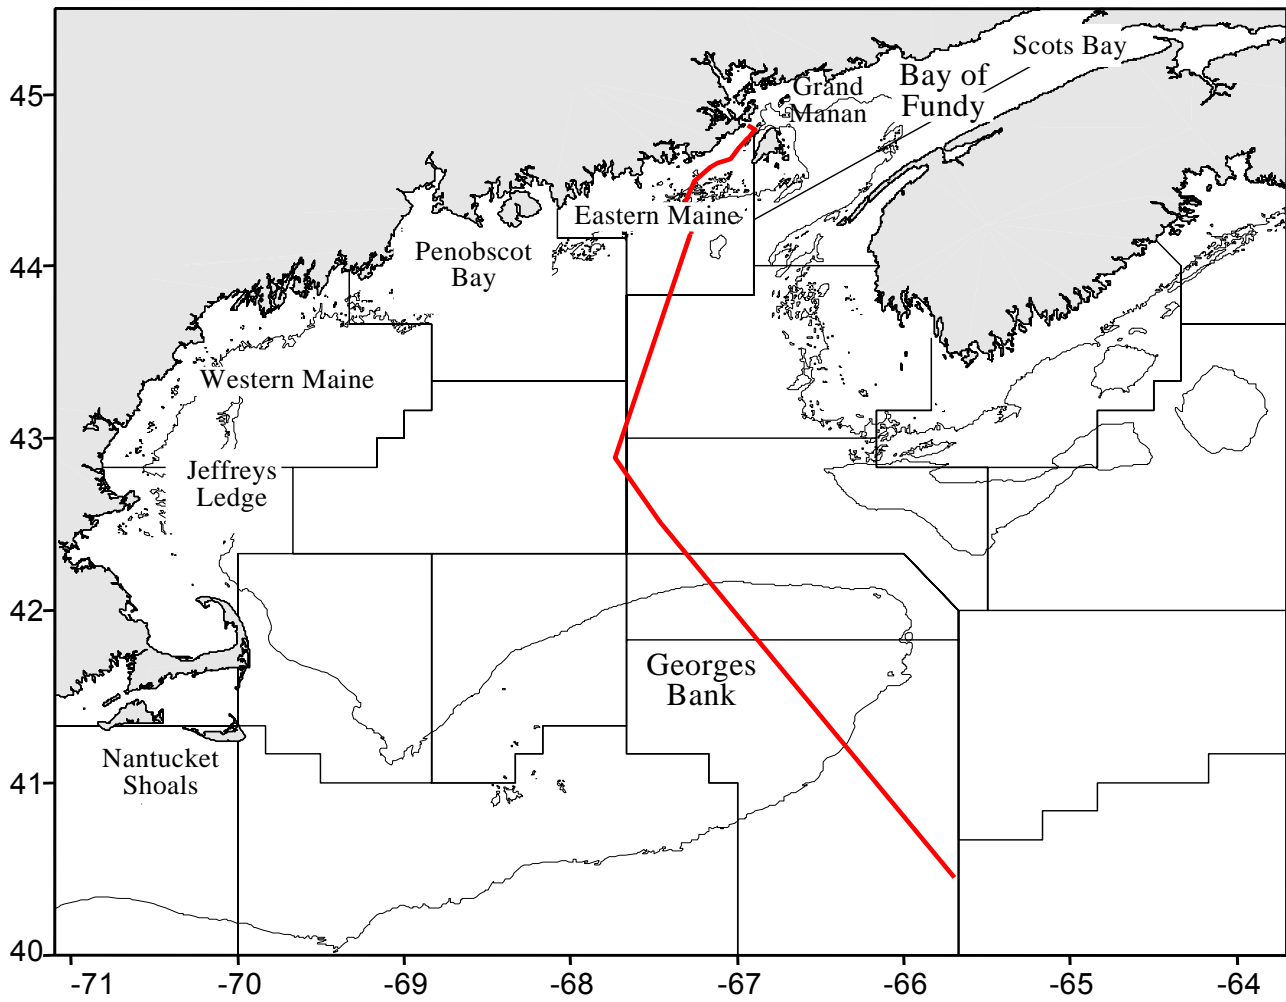 Scots Bay
Bay of
Fundy
Grand
Manan
45
Eastern Maine
Penobscot
Bay
44
Western Maine
43
Jeffreys
Ledge
42
Georges
Bank
Nantucket
Shoals
41
40
-71 -70 -69 -68 -67 -66 -65 -64